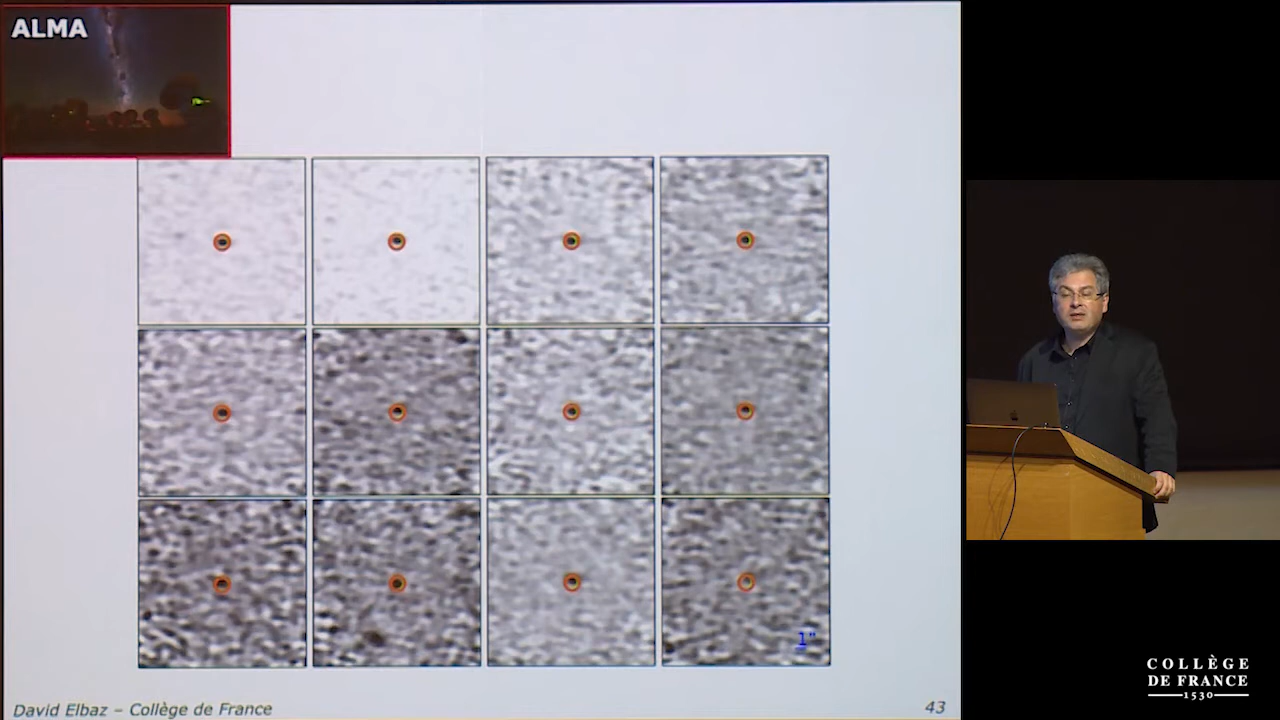 ALMA
1"
David Elbaz – Collège de France
43
COLLÈGE
DE FRANCE
1530